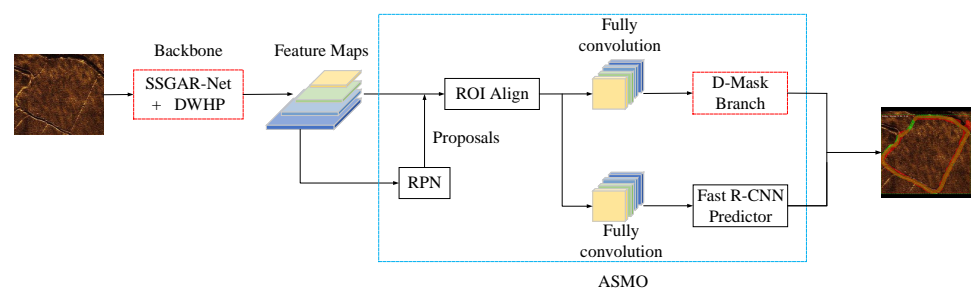 Backbone
SSGAR-Net
+ DWHP
Feature Maps
RPN
Proposals
ROI Align
Fully
convolution
D-Mask
Branch
Fully
convolution
Fast R-CNN
Predictor
ASMO